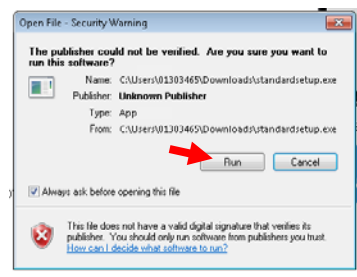 Open File - Security Warning
The publisher could not be verified. Are you sure you want to
run this software?
Name: C:\Users\01303465\Downloads\standardsetup.exe
Publisher: Unknown Publisher
Type: App
From: C:\Users\01303465\Downloads\standardsetup.exe
Run Cancel
Always ask before opening this file
This file does not have a valid digital signature that verifies its
publisher. You should only run software from publishers you trust.
How can I decide what software to run?